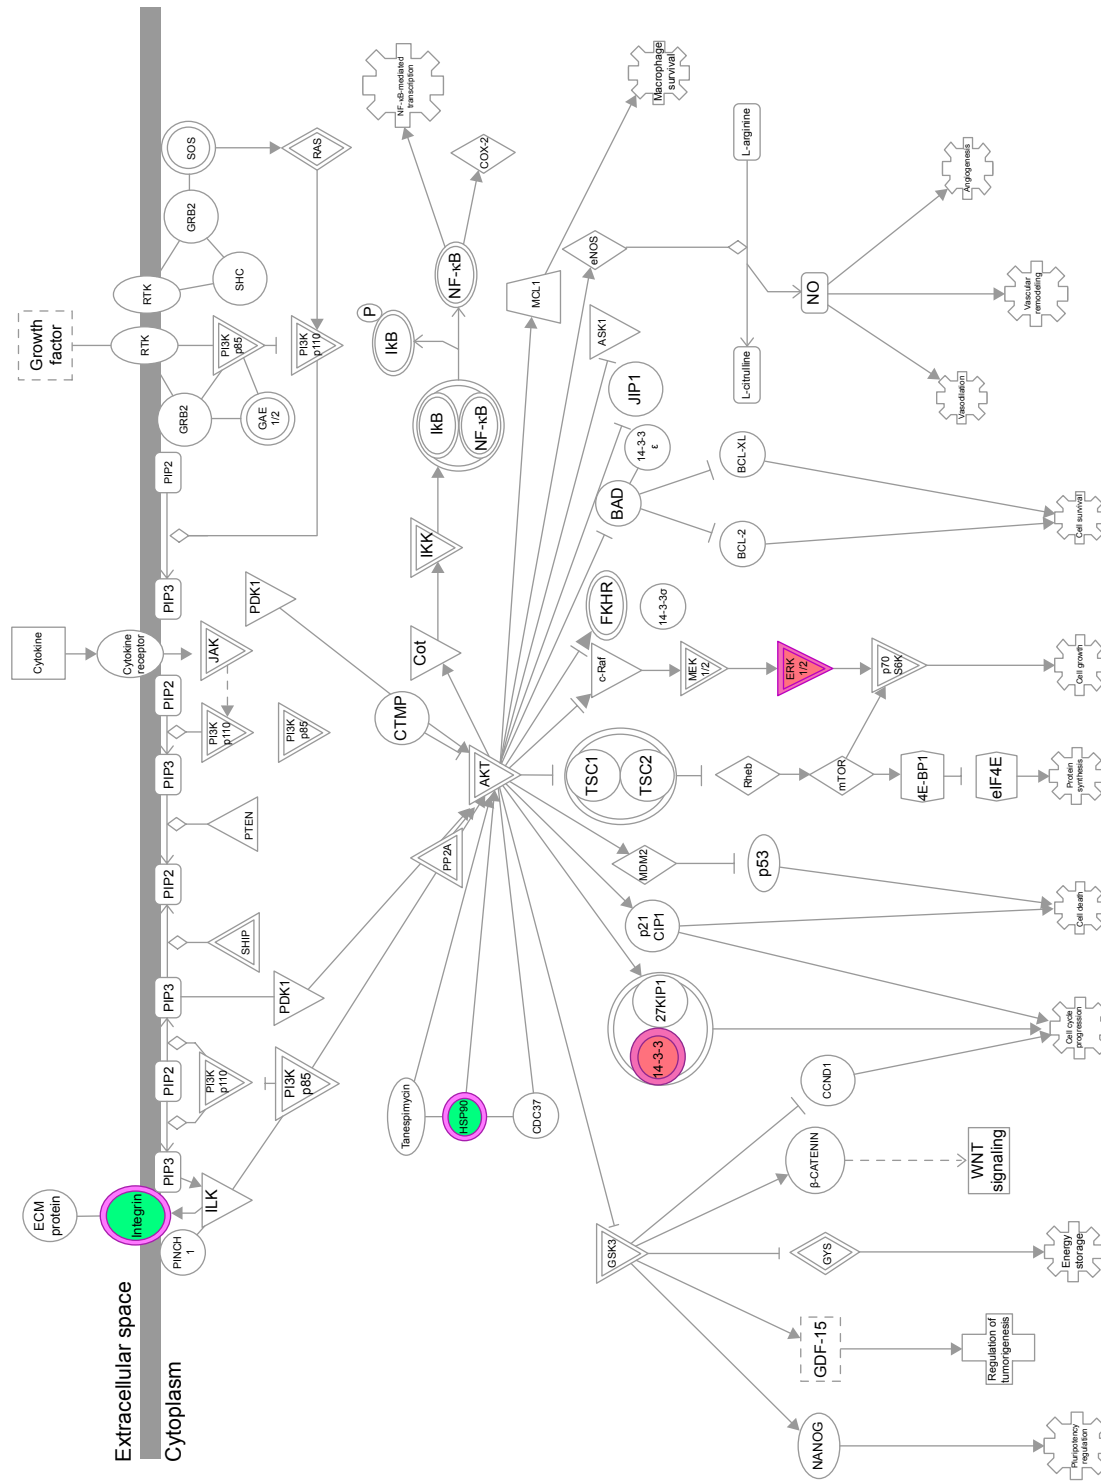 Extracellular space
Cytoplasm
ECM
protein
Integrin
PINCH
1
ILK
PIP3
PIP2
PI3K
p110
PI3K
p85
PIP3
PDK1
SHIP
PIP2
PTEN
PIP3
PI3K
p110
PI3K
p85
PIP2
Cytokine
Cytokine
receptor
JAK
PIP3
PIP2
PDK1
Growth
factor
RTK
RTK
GRB2
PI3K
p85
GAE
1/2
PI3K
p110
GRB2
SHC
SOS
RAS
Tanespimycin
HSP90
CDC37
PP2A
CTMP
AKT
Cot
IKK
IkB
NF-κB
IkB
P
NF-κB
NF-κB-mediated
transcription
COX-2
GSK3
NANOG
Pluripotency
regulation
GDF-15
Regulation of
tumorigenesis
GYS
Energy
storage
β-CATENIN
WNT
signaling
CCND1
14-3-3
27KIP1
Cell cycle
progression
p21
CIP1
MDM2
p53
Cell death
TSC1
TSC2
Rheb
mTOR
4E-BP1
eIF4E
Protein
synthesis
c-Raf
MEK
1/2
ERK
1/2
p70
S6K
Cell growth
FKHR
14-3-3σ
BAD
14-3-3
ε
BCL-2
BCL-XL
Cell survival
JIP1
ASK1
MCL1
Macrophage
survival
eNOS
L-arginine
L-citrulline
NO
Vasodilation
Vascular
remodeling
Angiogenesis